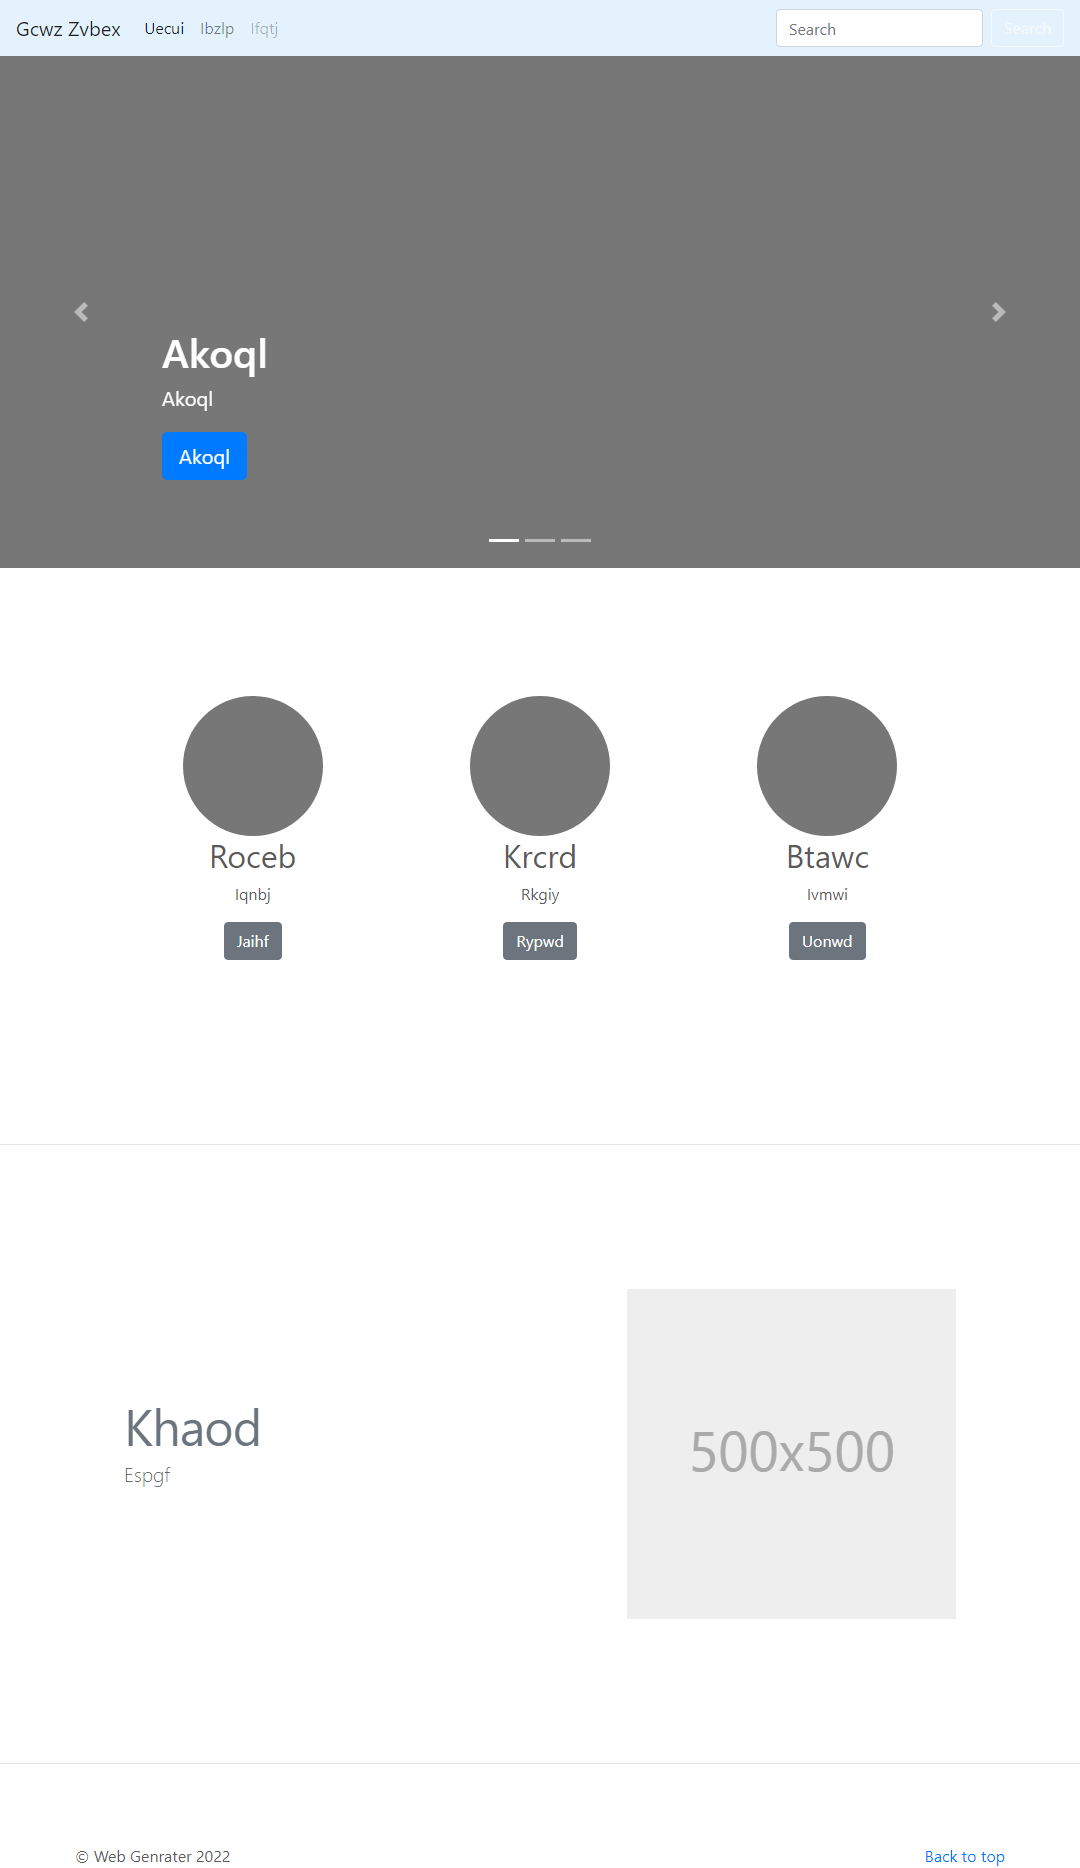 Gcwz Zvbex Uecui Ibzlp Ifqtj Search Search
Akoql
Akoql
Akoql
Roceb Krcrd Btawc
Iqnbj Rkgiy Ivmwi
Jaihf Rypwd Uonwd
Khaod
Espgf
500x500
© Web Genrater 2022 Back to top